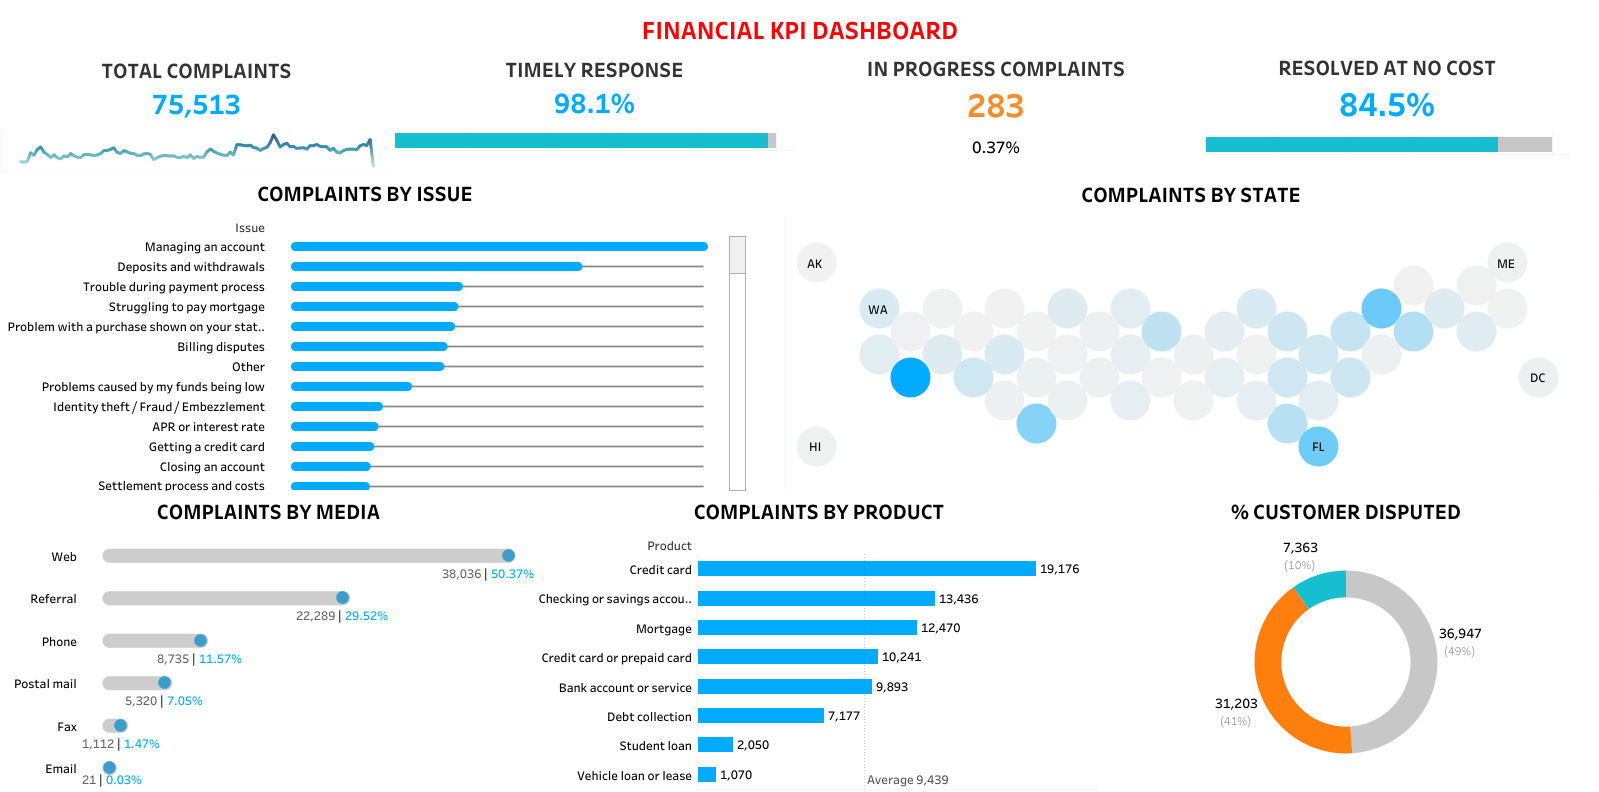 FINANCIAL KPI DASHBOARD
TOTAL COMPLAINTS
75,513
TIMELY RESPONSE
98.1%
IN PROGRESS COMPLAINTS
283
0.37%
RESOLVED AT NO COST
84.5%
COMPLAINTS BY ISSUE
Issue
Managing an account
Deposits and withdrawals
Trouble during payment process
Struggling to pay mortgage
Problem with a purchase shown on your stat..
Billing disputes
Other
Problems caused by my funds being low
Identity theft / Fraud / Embezzlement
APR or interest rate
Getting a credit card
Closing an account
Settlement process and costs
COMPLAINTS BY STATE
AK
ME
WA
DC
HI
FL
COMPLAINTS BY MEDIA
Web
38,036 | 50.37%
Referral
22,289 | 29.52%
Phone
8,735 | 11.57%
Postal mail
5,320 | 7.05%
Fax
1,112 | 1.47%
Email
21 | 0.03%
COMPLAINTS BY PRODUCT
Product
Credit card 19,176
Checking or savings accou.. 13,436
Mortgage 12,470
Credit card or prepaid card 10,241
Bank account or service 9,893
Debt collection 7,177
Student loan 2,050
Vehicle loan or lease 1,070
Average 9,439
% CUSTOMER DISPUTED
7,363
(10%)
36,947
(49%)
31,203
(41%)